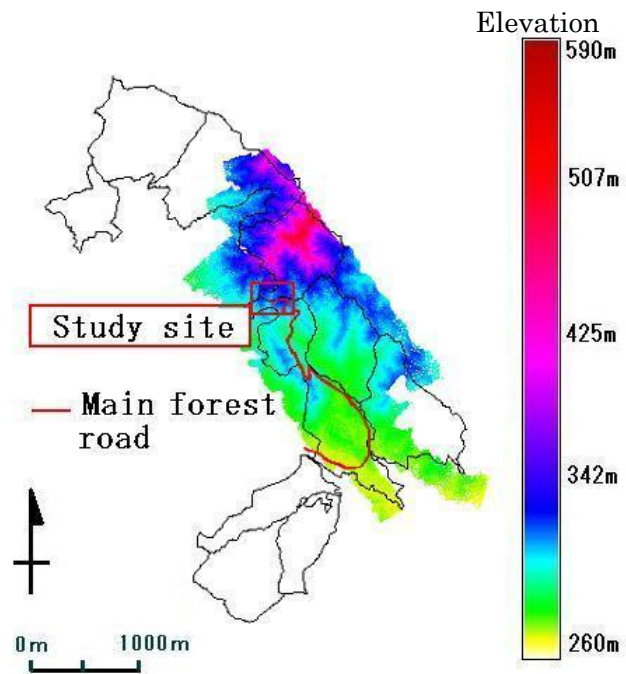 Elevation
590m
507m
425m
342m
260m
Study site
Main forest
road
0m 1000m